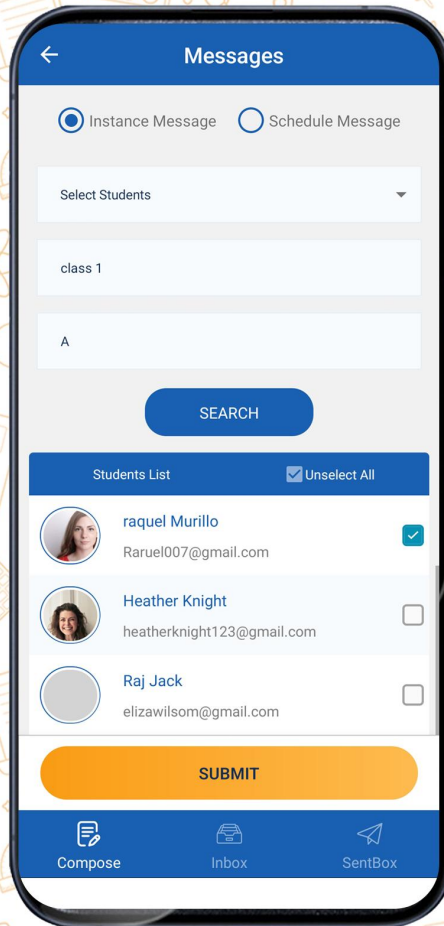 Messages
Instance Message Schedule Message
Select Students
class 1
A
SEARCH
Students List Unselect All
raquel Murillo
Raruel007@gmail.com
Heather Knight
heatherknight123@gmail.com
Raj Jack
elizawilsom@gmail.com
SUBMIT
Compose Inbox SentBox